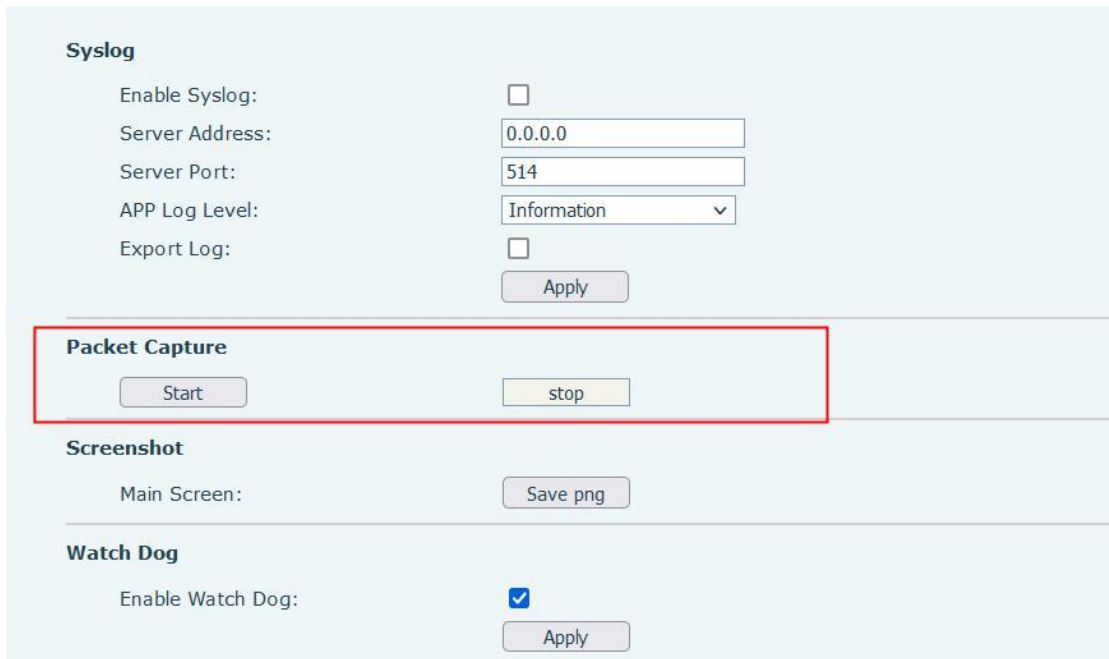 Syslog
Enable Syslog:
Server Address: 0.0.0.0
Server Port: 514
APP Log Level: Information
Export Log:
Apply
Packet Capture
Start stop
Screenshot
Main Screen: Save png
Watch Dog
Enable Watch Dog:
Apply